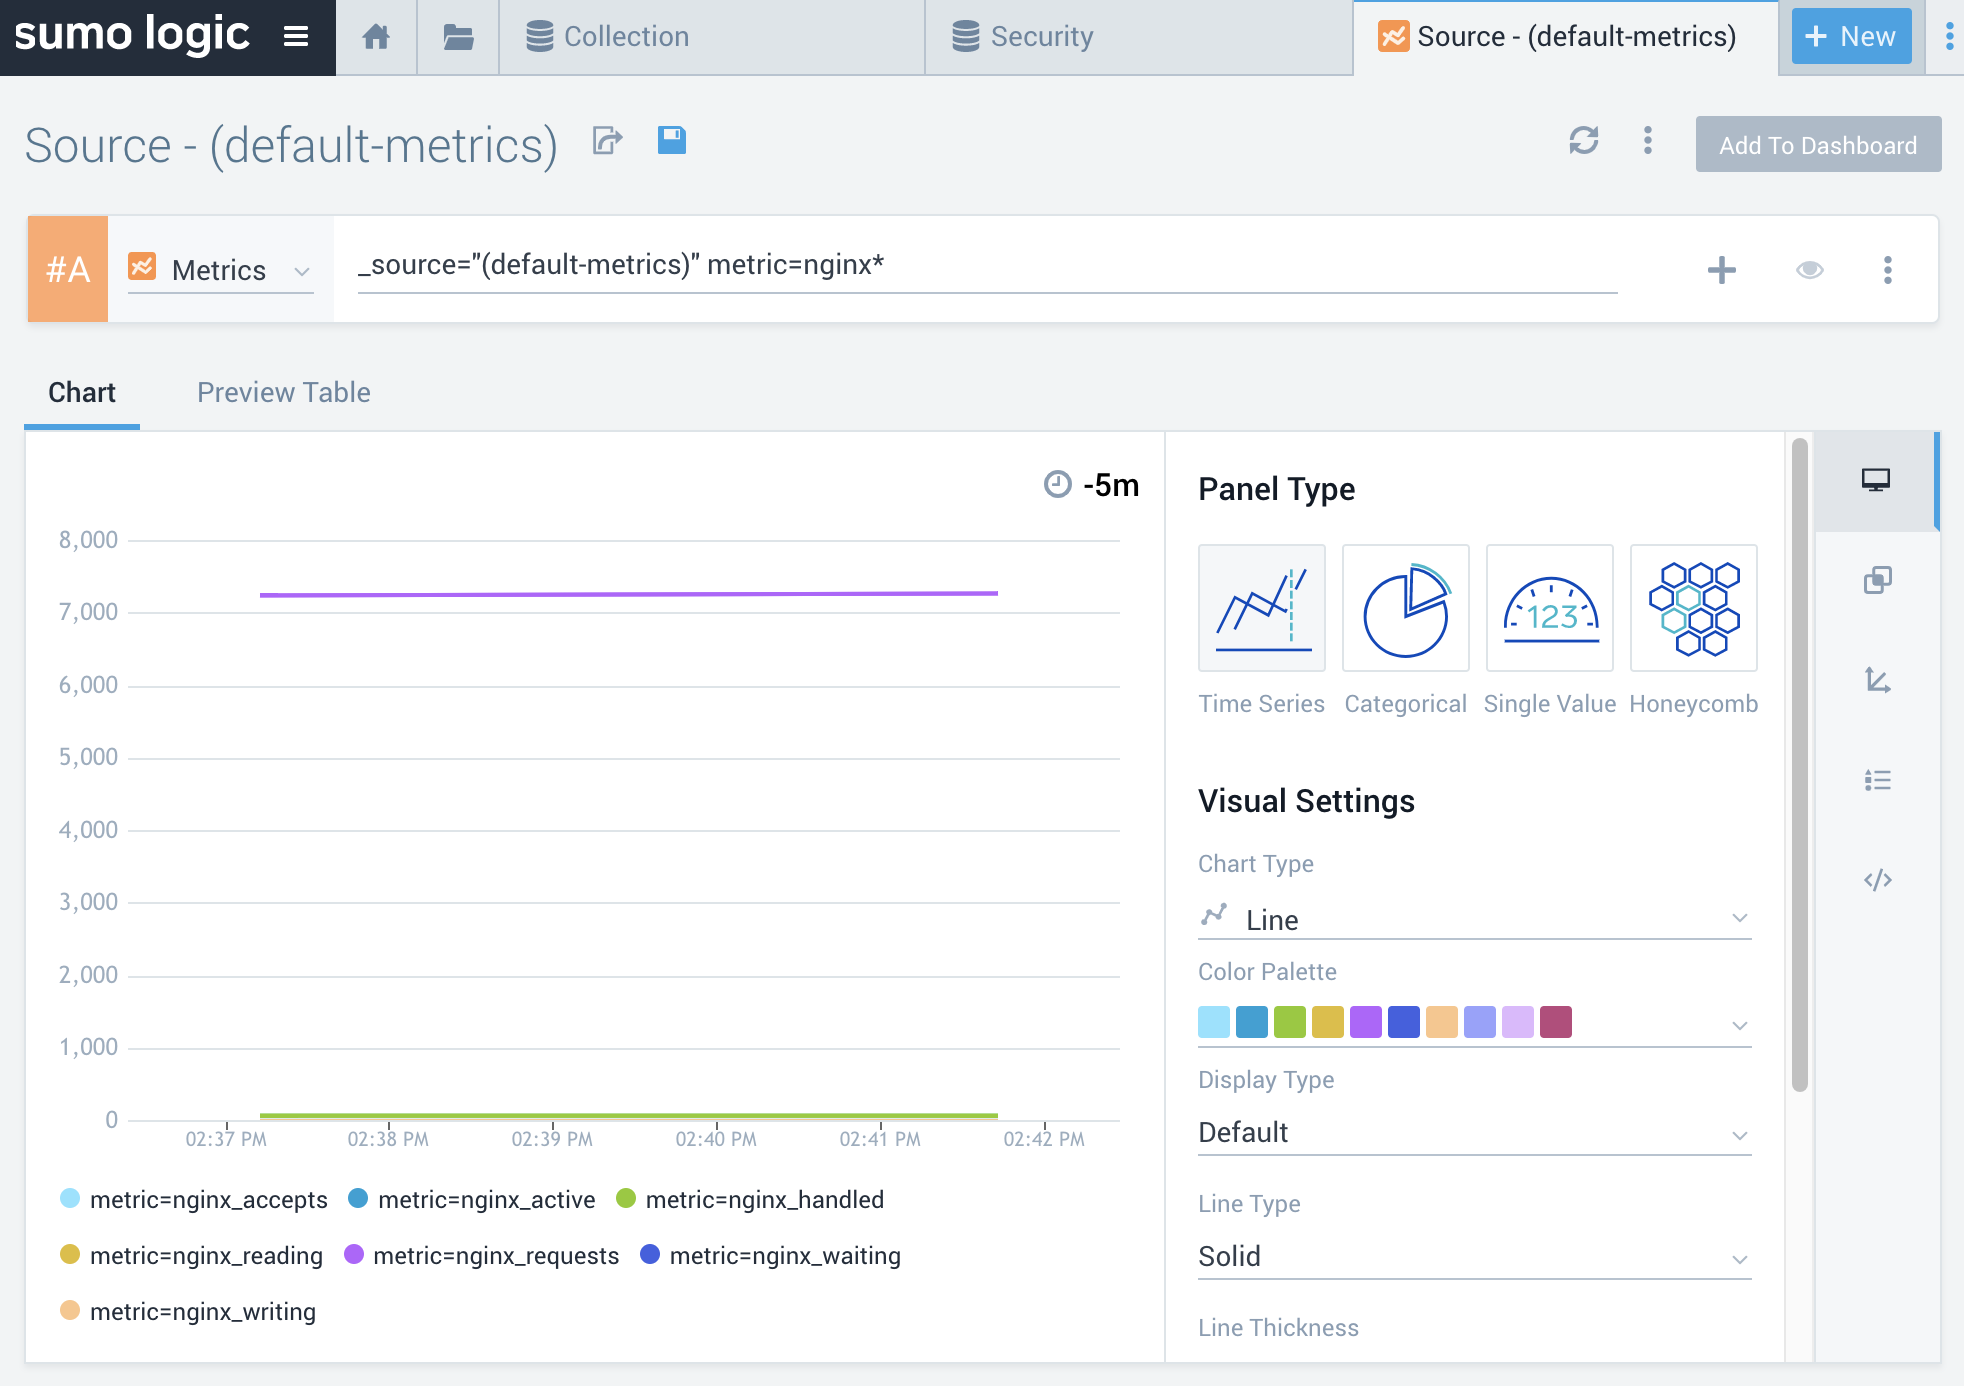 sumo logic
Collection
Security
Source - (default-metrics)
+ New
Source - (default-metrics)
Add To Dashboard
#A
Metrics
_source="(default-metrics)" metric=nginx*
Chart
Preview Table
-5m
8,000
7,000
6,000
5,000
4,000
3,000
2,000
1,000
0
02:37 PM 02:38 PM 02:39 PM 02:40 PM 02:41 PM 02:42 PM
metric=nginx_accepts metric=nginx_active metric=nginx_handled
metric=nginx_reading metric=nginx_requests metric=nginx_waiting
metric=nginx_writing
Panel Type
123
Time Series Categorical Single Value Honeycomb
Visual Settings
Chart Type
Line
Color Palette
Display Type
Default
Line Type
Solid
Line Thickness